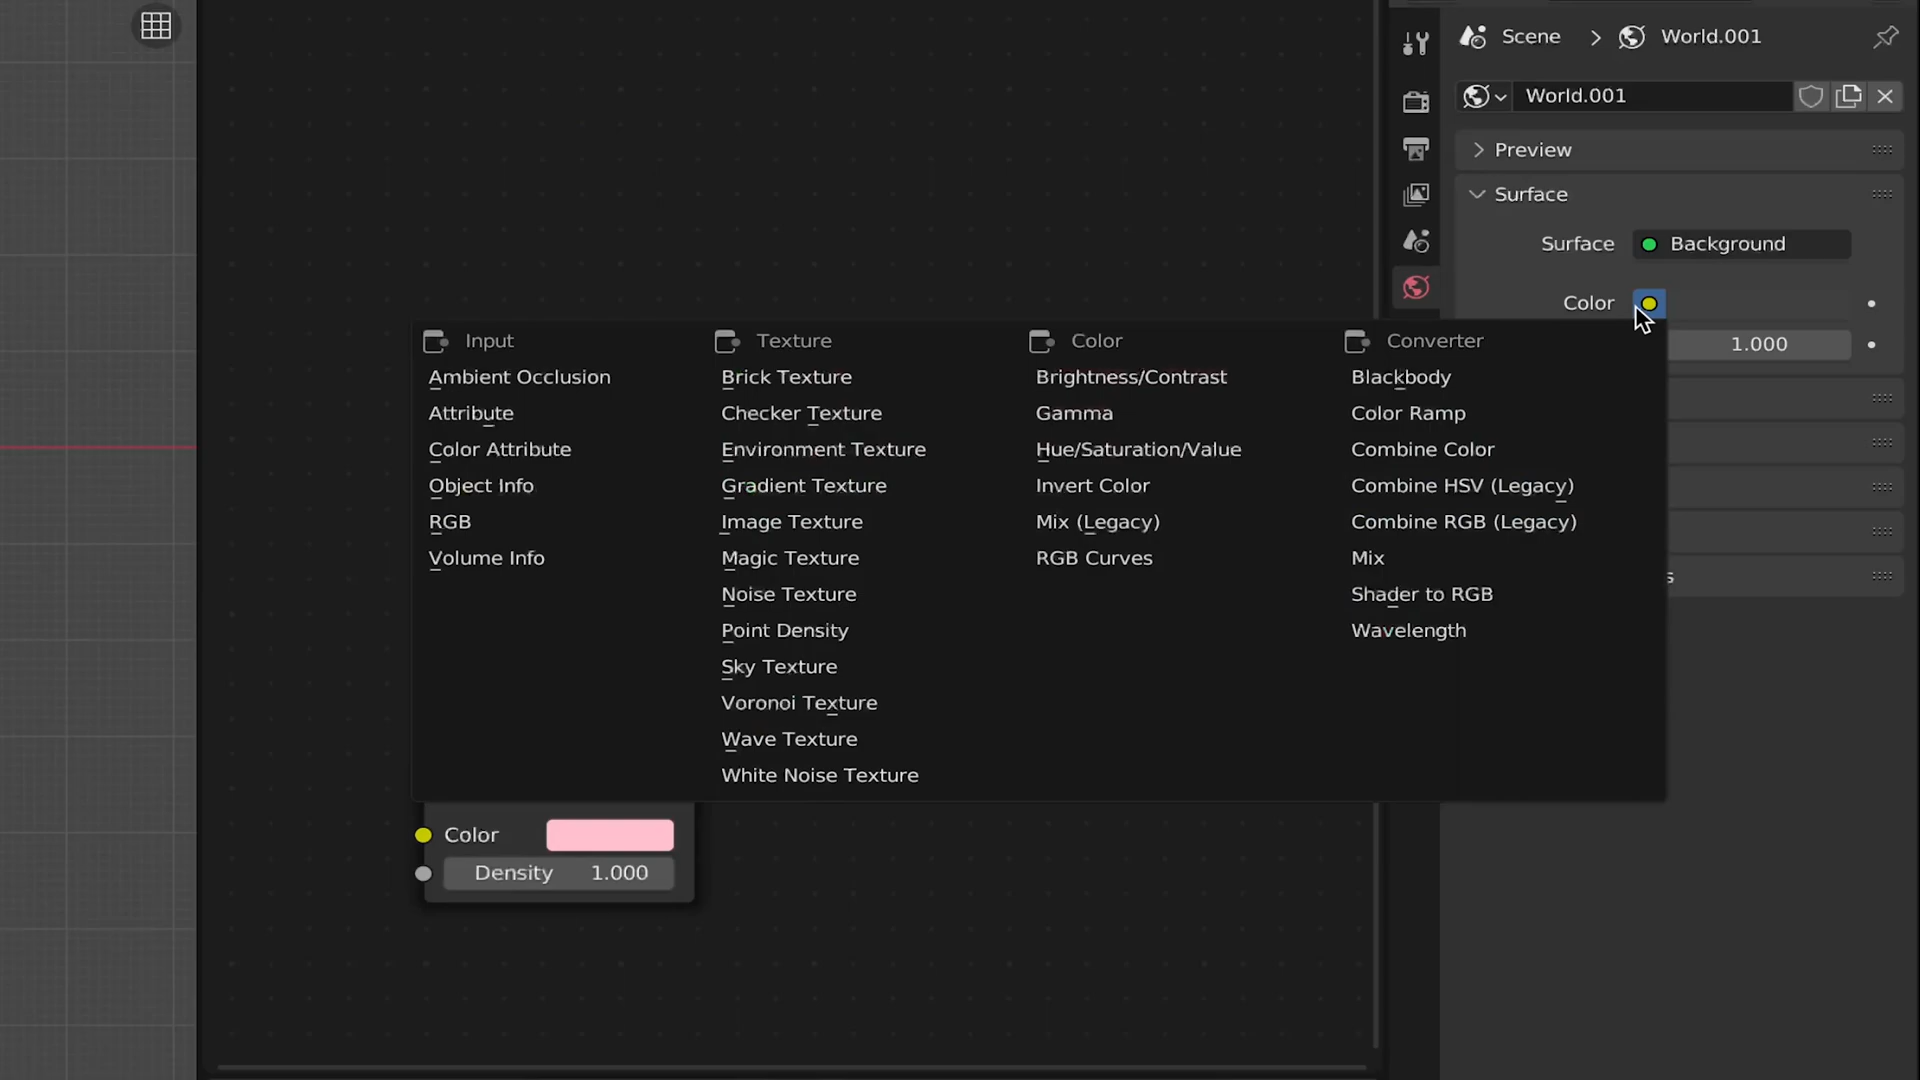 Scene > World.001
World.001
Preview
Surface
Surface Background
Color
1.000
Input
Ambient Occlusion
Attribute
Color Attribute
Object Info
RGB
Volume Info
Texture
Brick Texture
Checker Texture
Environment Texture
Gradient Texture
Image Texture
Magic Texture
Noise Texture
Point Density
Sky Texture
Voronoi Texture
Wave Texture
White Noise Texture
Color
Brightness/Contrast
Gamma
Hue/Saturation/Value
Invert Color
Mix (Legacy)
RGB Curves
Converter
Blackbody
Color Ramp
Combine Color
Combine HSV (Legacy)
Combine RGB (Legacy)
Mix
Shader to RGB
Wavelength
s
Color
Density 1.000